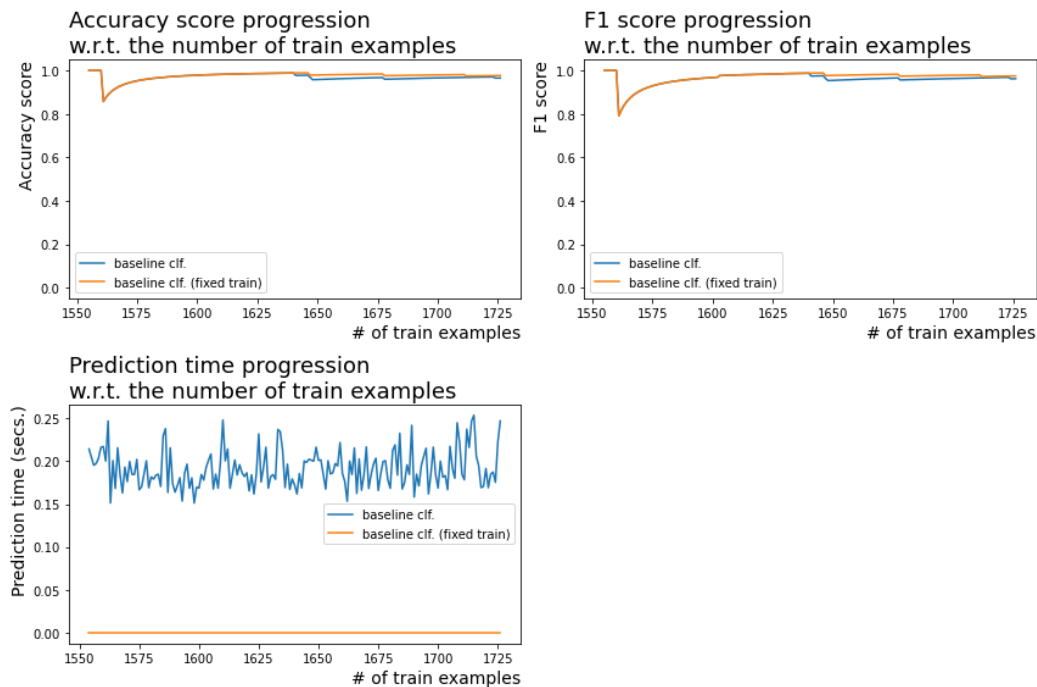 Accuracy score progression
w.r.t. the number of train examples
Accuracy score
1.0
0.8
0.6
0.4
0.2
0.0
baseline clf.
baseline clf. (fixed train)
1550 1575 1600 1625 1650 1675 1700 1725
# of train examples
F1 score progression
w.r.t. the number of train examples
F1 score
1.0
0.8
0.6
0.4
0.2
0.0
baseline clf.
baseline clf. (fixed train)
1550 1575 1600 1625 1650 1675 1700 1725
# of train examples
Prediction time progression
w.r.t. the number of train examples
Prediction time (secs.)
0.25
0.20
0.15
0.10
0.05
0.00
baseline clf.
baseline clf. (fixed train)
1550 1575 1600 1625 1650 1675 1700 1725
# of train examples